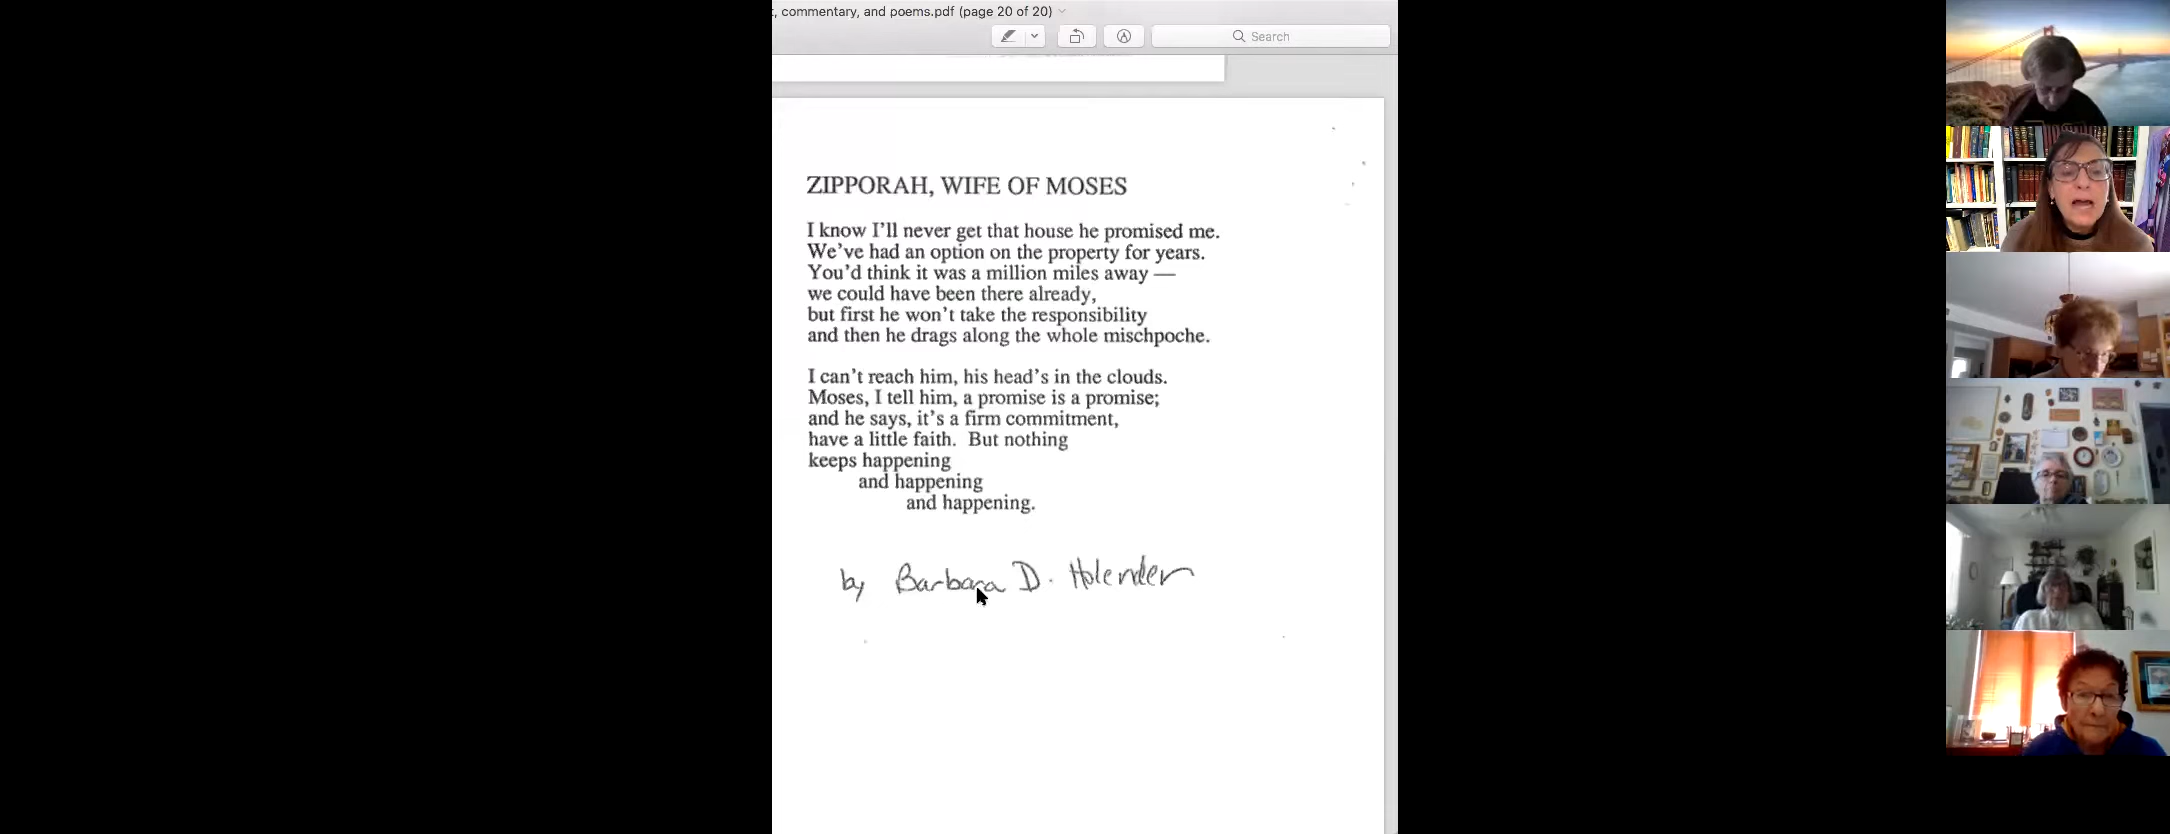 , commentary, and poems.pdf (page 20 of 20)
Search
ZIPPORAH, WIFE OF MOSES
I know I'll never get that house he promised me.
We've had an option on the property for years.
You'd think it was a million miles away —
we could have been there already,
but first he won't take the responsibility
and then he drags along the whole mischpoche.
I can't reach him, his head's in the clouds.
Moses, I tell him, a promise is a promise;
and he says, it's a firm commitment,
have a little faith.  But nothing
keeps happening
and happening
and happening.
by Barbara D. Holender